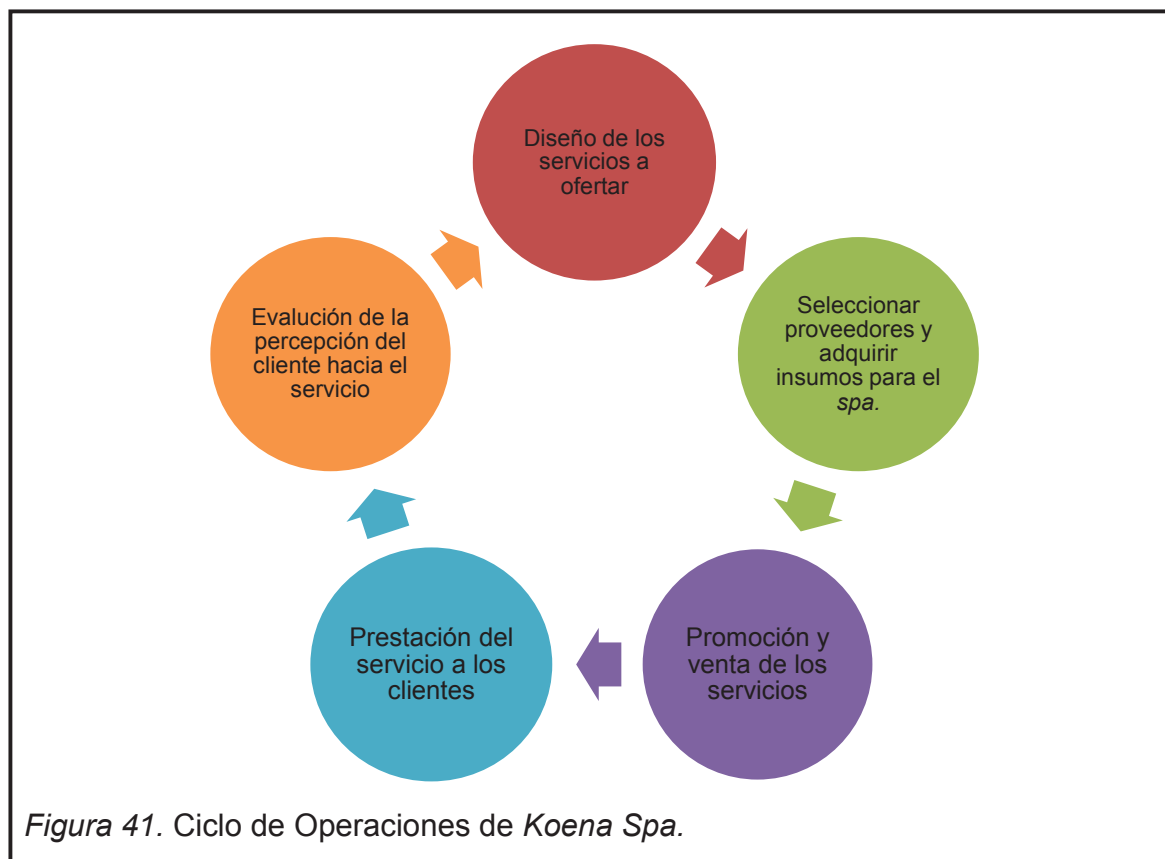 Diseño de los
servicios a
ofertar
Seleccionar
proveedores y
adquirir
insumos para el
spa.
Promoción y
venta de los
servicios
Prestación del
servicio a los
clientes
Evalución de la
percepción del
cliente hacia el
servicio
Figura 41. Ciclo de Operaciones de Koena Spa.